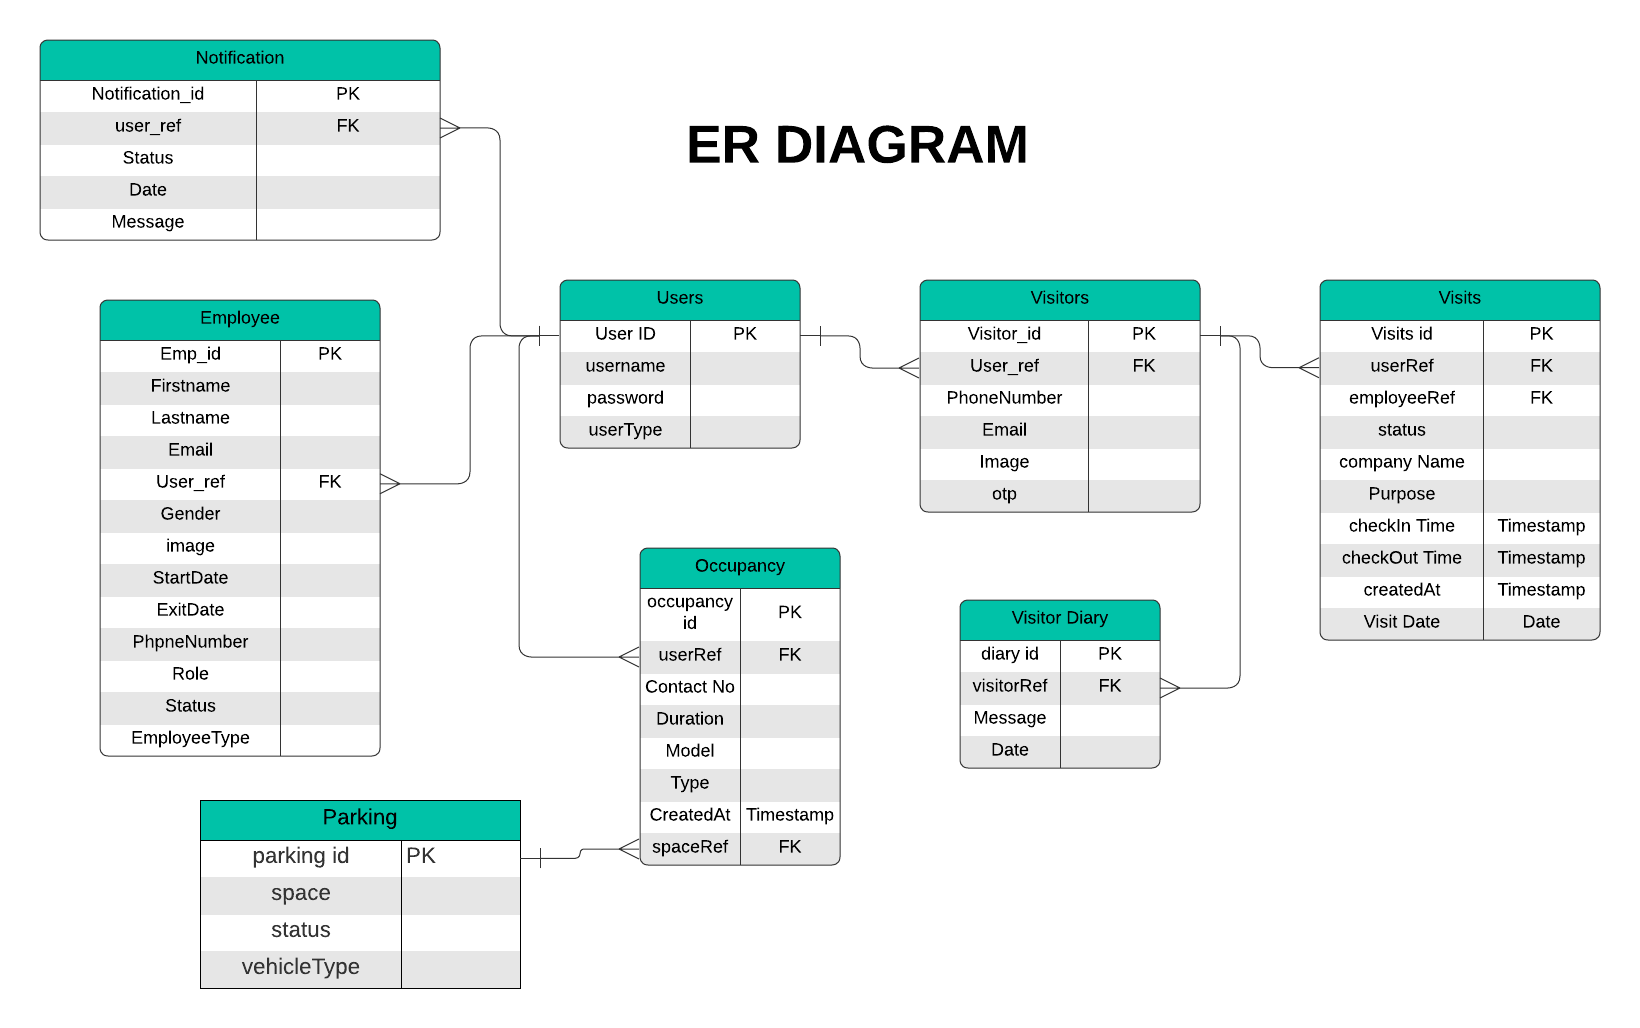 ER DIAGRAM
Notification
Notification_id PK
user_ref FK
Status
Date
Message
Employee
Emp_id PK
Firstname
Lastname
Email
User_ref FK
Gender
image
StartDate
ExitDate
PhpneNumber
Role
Status
EmployeeType
Users
User ID PK
username
password
userType
Visitors
Visitor_id PK
User_ref FK
PhoneNumber
Email
Image
otp
Visits
Visits id PK
userRef FK
employeeRef FK
status
company Name
Purpose
checkIn Time Timestamp
checkOut Time Timestamp
createdAt Timestamp
Visit Date Date
Occupancy
occupancy
id PK
userRef FK
Contact No
Duration
Model
Type
CreatedAt Timestamp
spaceRef FK
Visitor Diary
diary id PK
visitorRef FK
Message
Date
Parking
parking id PK
space
status
vehicleType